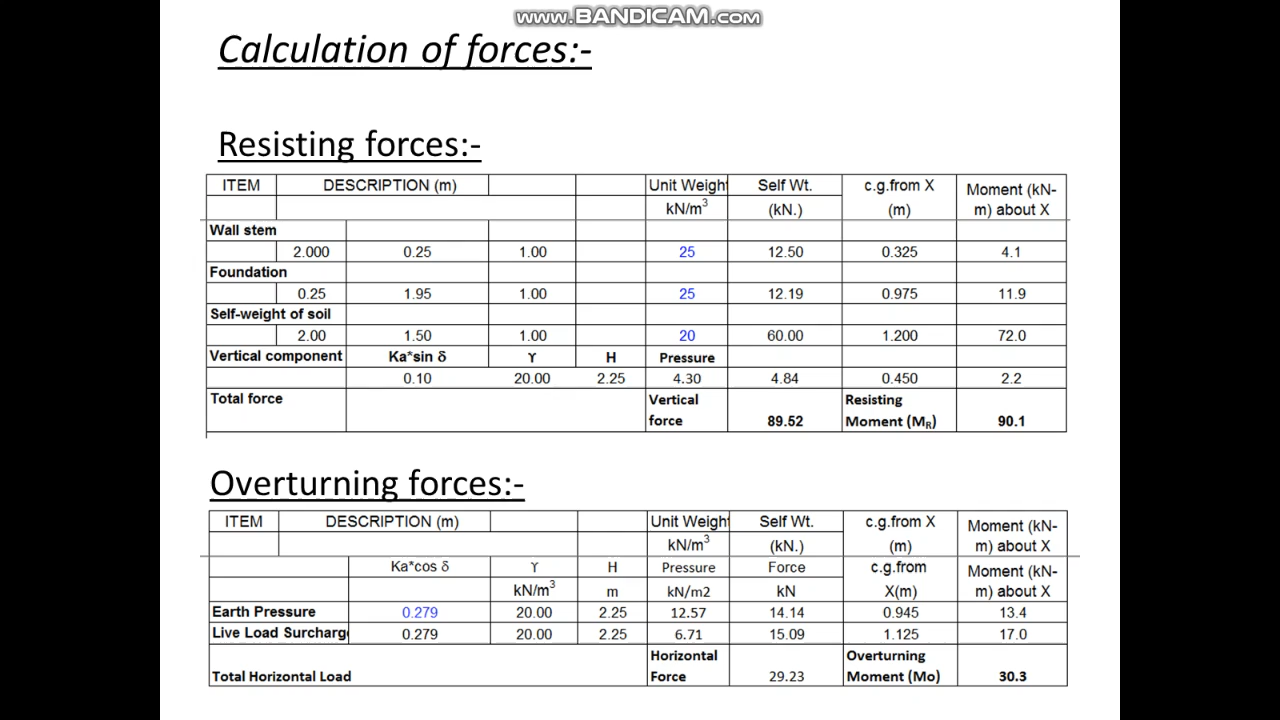 www.BANDICAM.com
Calculation of forces:-
Resisting forces:-
ITEM DESCRIPTION (m) Unit Weight Self Wt. c.g.from X Moment (kN-
kN/m³ (kN.) (m) m) about X
Wall stem
2.000 0.25 1.00 25 12.50 0.325 4.1
Foundation
0.25 1.95 1.00 25 12.19 0.975 11.9
Self-weight of soil
2.00 1.50 1.00 20 60.00 1.200 72.0
Vertical component Ka*sin δ ϒ H Pressure
0.10 20.00 2.25 4.30 4.84 0.450 2.2
Total force Vertical Resisting
force 89.52 Moment (MR) 90.1
Overturning forces:-
ITEM DESCRIPTION (m) Unit Weight Self Wt. c.g.from X Moment (kN-
kN/m³ (kN.) (m) m) about X
Ka*cos δ ϒ H Pressure Force c.g.from Moment (kN-
kN/m³ m kN/m2 kN X(m) m) about X
Earth Pressure 0.279 20.00 2.25 12.57 14.14 0.945 13.4
Live Load Surcharge 0.279 20.00 2.25 6.71 15.09 1.125 17.0
Horizontal Overturning
Total Horizontal Load Force 29.23 Moment (Mo) 30.3